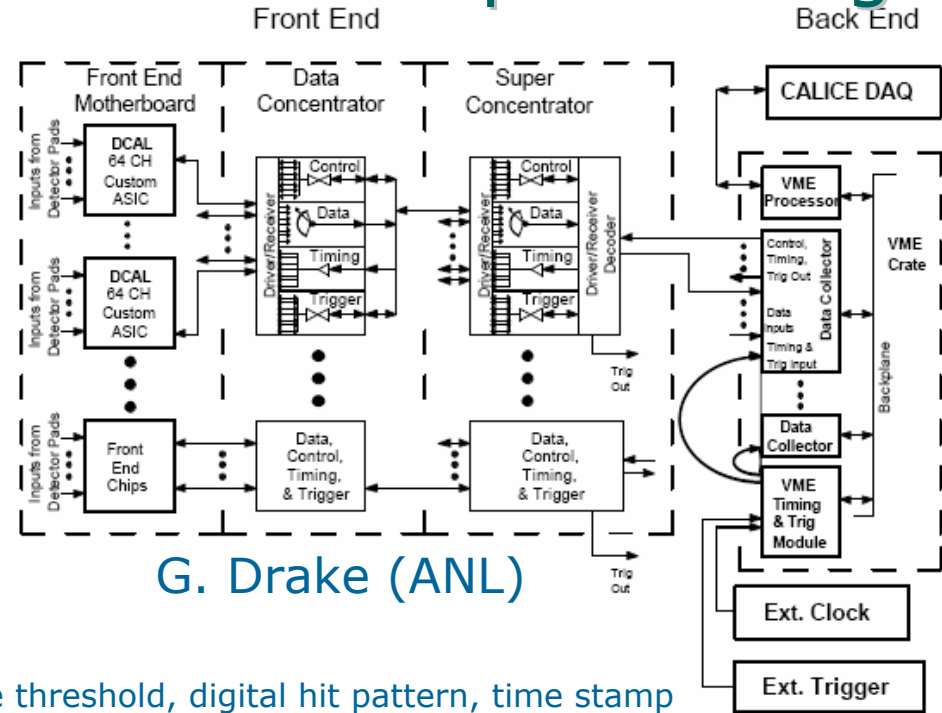 Front End
Back End
Front End
Motherboard
Data
Concentrator
Super
Concentrator
CALICE DAQ
Inputs from
Detector Pads
DCAL
64 CH
Custom
ASIC
Inputs from
Detector Pads
DCAL
64 CH
Custom
ASIC
Inputs from
Detector Pads
Front
End
Chips
Driver/Receiver
Control
Data
Timing
Trigger
Data,
Control,
Timing,
& Trigger
Driver/Receiver
Control
Data
Timing
Trigger
Driver/Receiver
Decoder
Trig
Out
Data,
Control,
Timing,
& Trigger
Trig
Out
VME
Processor
Control,
Timing,
Trig Out
Data
Inputs
Timing &
Trig Input
Data Collector
Data
Collector
VME
Timing
& Trig
Module
Backplane
VME
Crate
Ext. Clock
Ext. Trigger
G. Drake (ANL)
threshold, digital hit pattern, time stamp